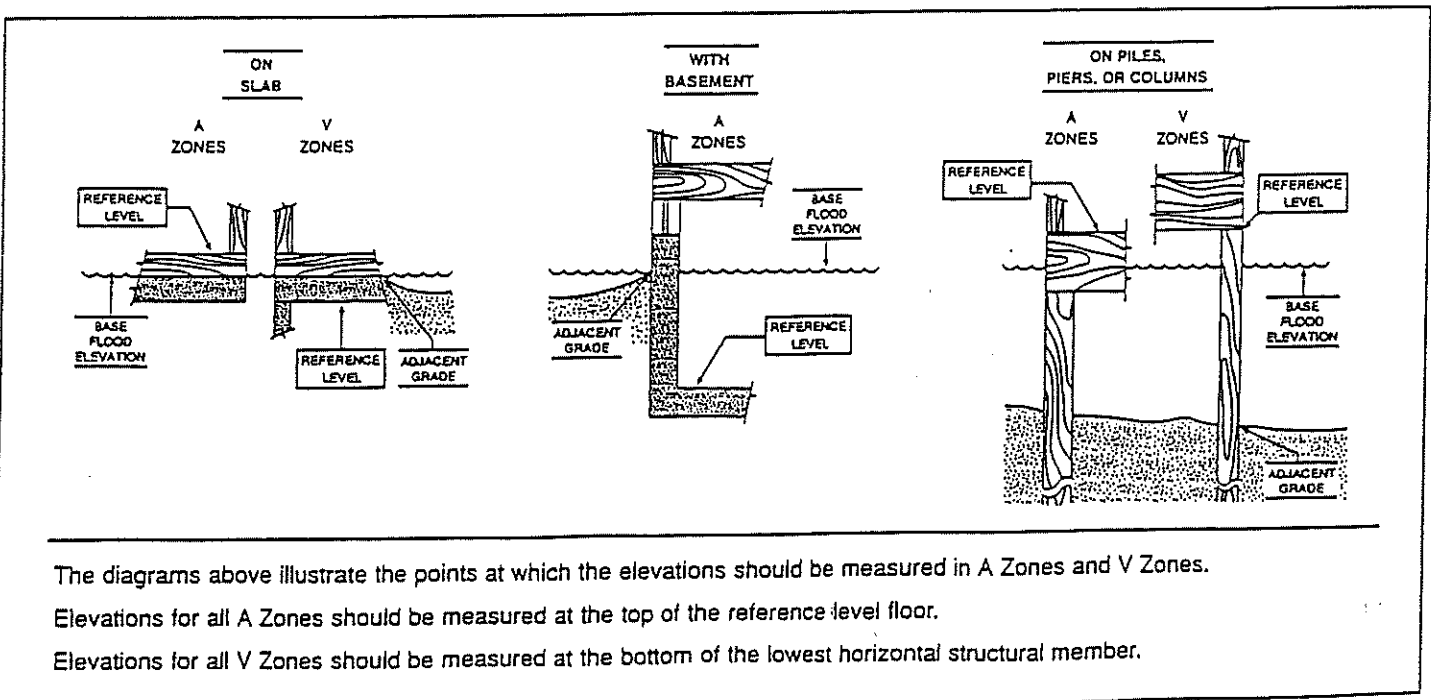 ON
SLAB
A
ZONES
V
ZONES
REFERENCE
LEVEL
BASE
FLOOD
ELEVATION
REFERENCE
LEVEL
ADJACENT
GRADE
WITH
BASEMENT
A
ZONES
BASE
FLOOD
ELEVATION
ADJACENT
GRADE
REFERENCE
LEVEL
ON PILES,
PIERS, OR COLUMNS
A
ZONES
V
ZONES
REFERENCE
LEVEL
REFERENCE
LEVEL
BASE
FLOOD
ELEVATION
ADJACENT
GRADE
The diagrams above illustrate the points at which the elevations should be measured in A Zones and V Zones.
Elevations for all A Zones should be measured at the top of the reference level floor.
Elevations for all V Zones should be measured at the bottom of the lowest horizontal structural member.